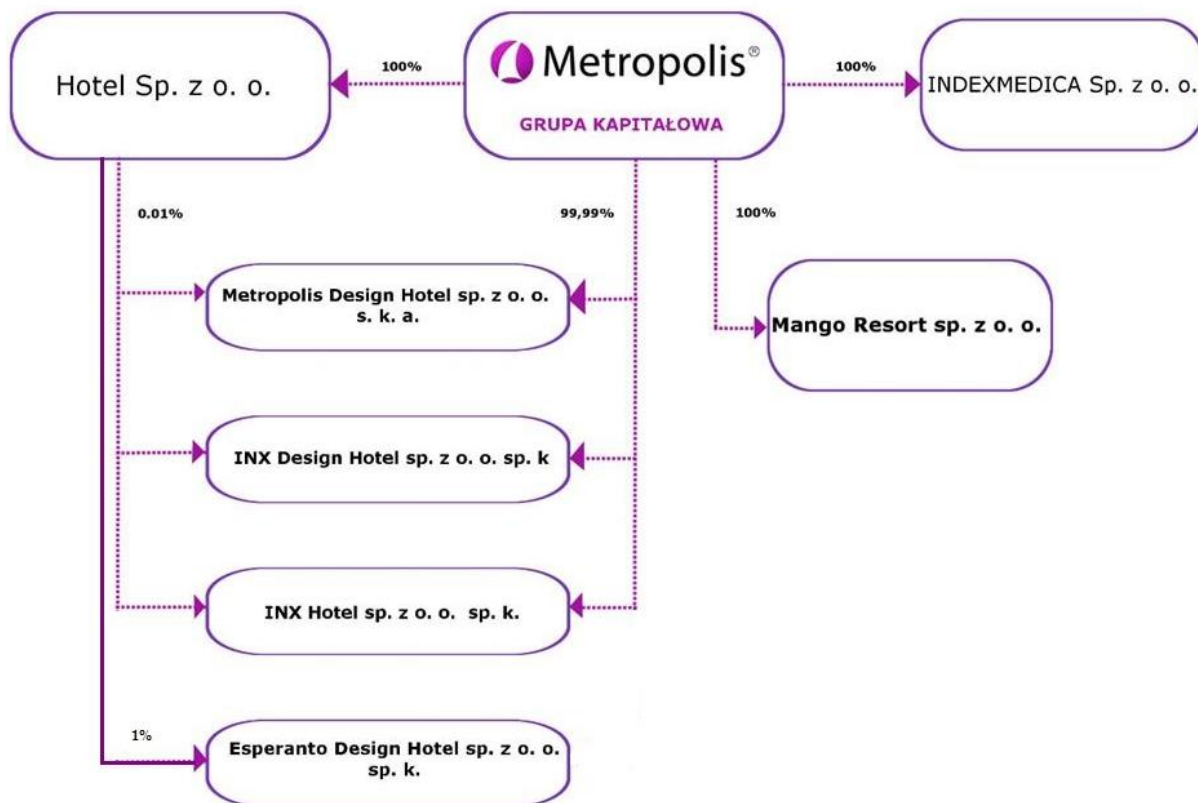 Hotel Sp. z o. o.
100%
Metropolis®
GRUPA KAPITAŁOWA
100%
INDEXMEDICA Sp. z o. o.
0.01%
99,99%
100%
Metropolis Design Hotel sp. z o. o.
s. k. a.
Mango Resort sp. z o. o.
INX Design Hotel sp. z o. o. sp. k
INX Hotel sp. z o. o. sp. k.
1%
Esperanto Design Hotel sp. z o. o.
sp. k.